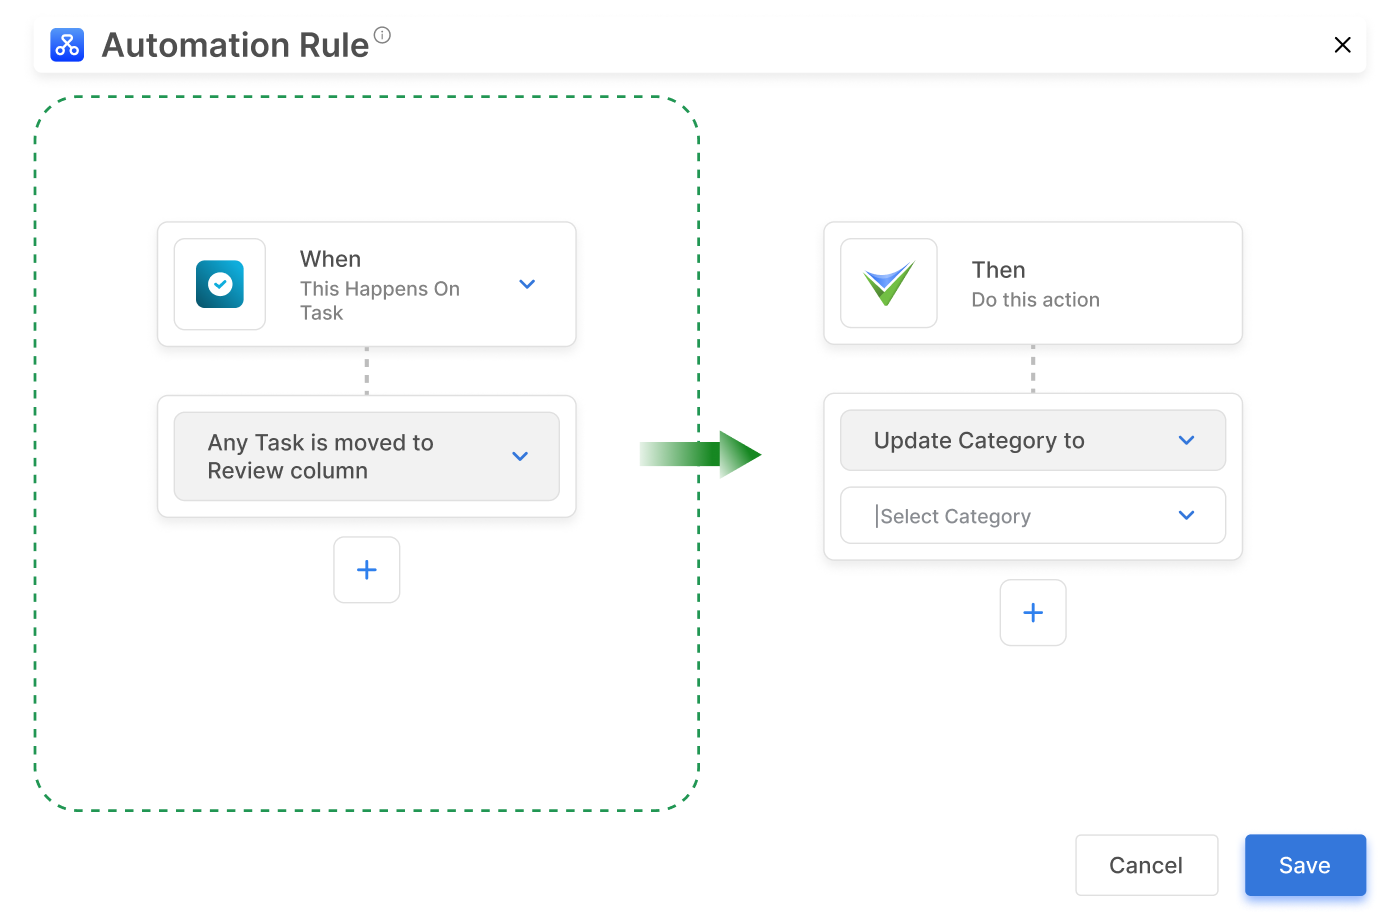 Automation Rule
When
This Happens On
Task
Any Task is moved to
Review column
Then
Do this action
Update Category to
Select Category
Cancel
Save